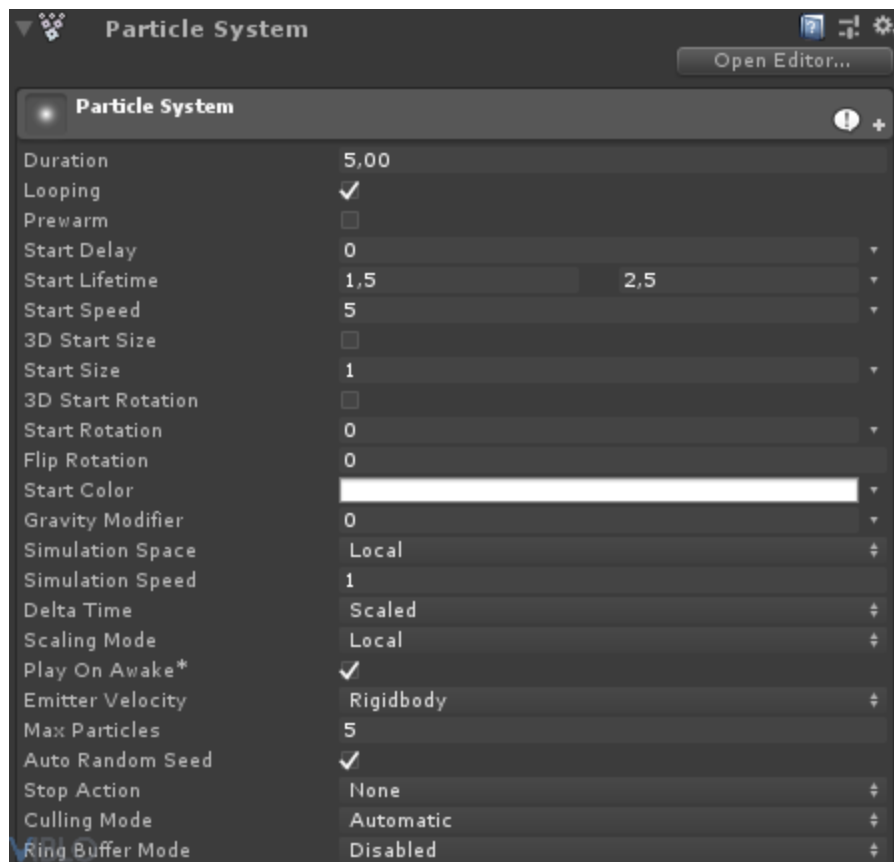 Particle System
Open Editor...
Particle System
Duration 5,00
Looping
Prewarm
Start Delay 0
Start Lifetime 1,5 2,5
Start Speed 5
3D Start Size
Start Size 1
3D Start Rotation
Start Rotation 0
Flip Rotation 0
Start Color
Gravity Modifier 0
Simulation Space Local
Simulation Speed 1
Delta Time Scaled
Scaling Mode Local
Play On Awake*
Emitter Velocity Rigidbody
Max Particles 5
Auto Random Seed
Stop Action None
Culling Mode Automatic
Ring Buffer Mode Disabled